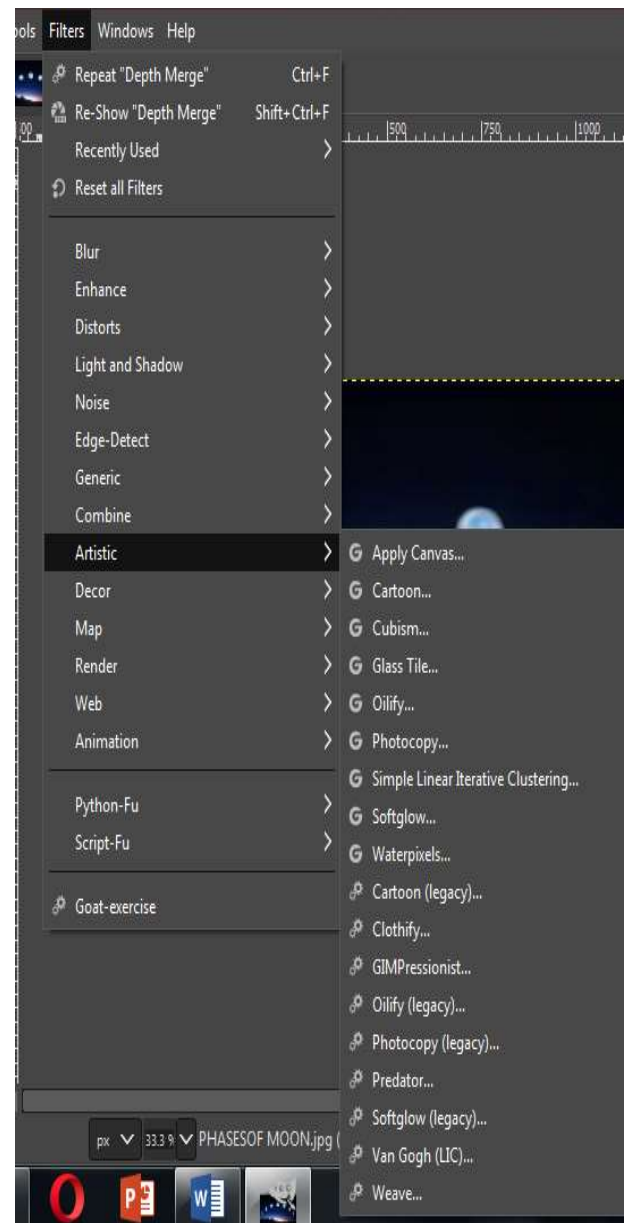 Filters Windows Help
Repeat "Depth Merge" Ctrl+F
Re-Show "Depth Merge" Shift+Ctrl+F
Recently Used
Reset all Filters
500 750 1000
Blur
Enhance
Distorts
Light and Shadow
Noise
Edge-Detect
Generic
Combine
Artistic
Decor
Map
Render
Web
Animation
Python-Fu
Script-Fu
Goat-exercise
Apply Canvas...
Cartoon...
Cubism...
Glass Tile...
Oilify...
Photocopy...
Simple Linear Iterative Clustering...
Softglow...
Waterpixels...
Cartoon (legacy)...
Clothify...
GIMPressionist...
Oilify (legacy)...
Photocopy (legacy)...
Predator...
Softglow (legacy)...
Van Gogh (LIC)...
Weave...
px 33.3 % PHASESOF MOON.jpg (